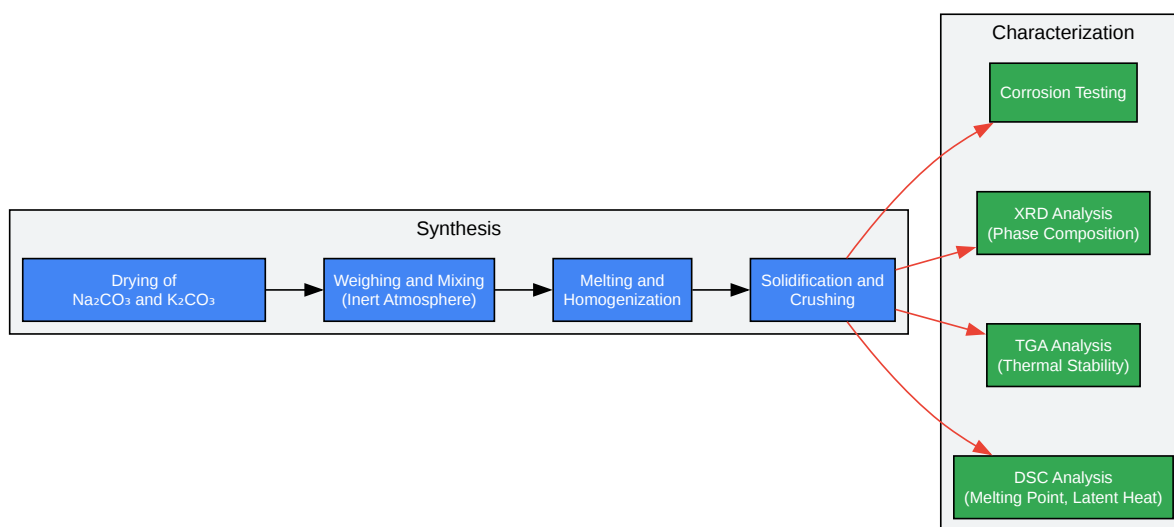 Synthesis
Drying of
Na₂CO₃ and K₂CO₃
Weighing and Mixing
(Inert Atmosphere)
Melting and
Homogenization
Solidification and
Crushing
Characterization
Corrosion Testing
XRD Analysis
(Phase Composition)
TGA Analysis
(Thermal Stability)
DSC Analysis
(Melting Point, Latent Heat)